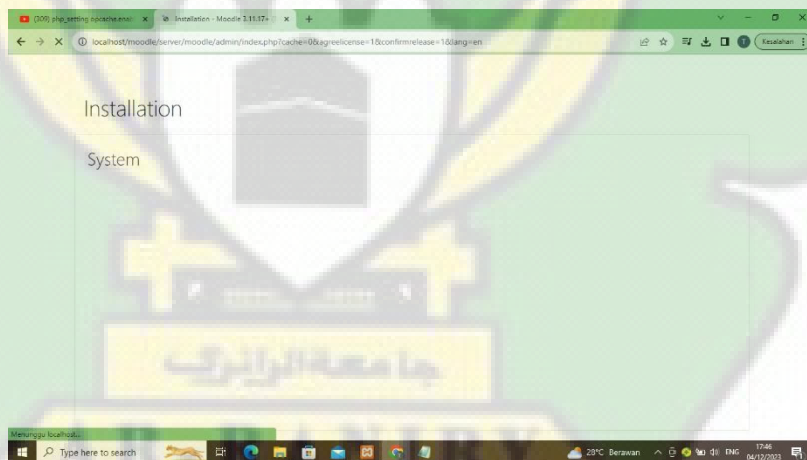 (209) php_setting opcache.enabl
Installation - Moodle 3.11.17+
localhost/moodle/server/moodle/admin/index.php?cache=0&agreelicense=1&confirmrelease=1&lang=en
Kesalahan
Installation
System
جامعة الرانري
Menunggu localhost...
Type here to search
28°C Berawan
ENG
17:46
04/12/2023